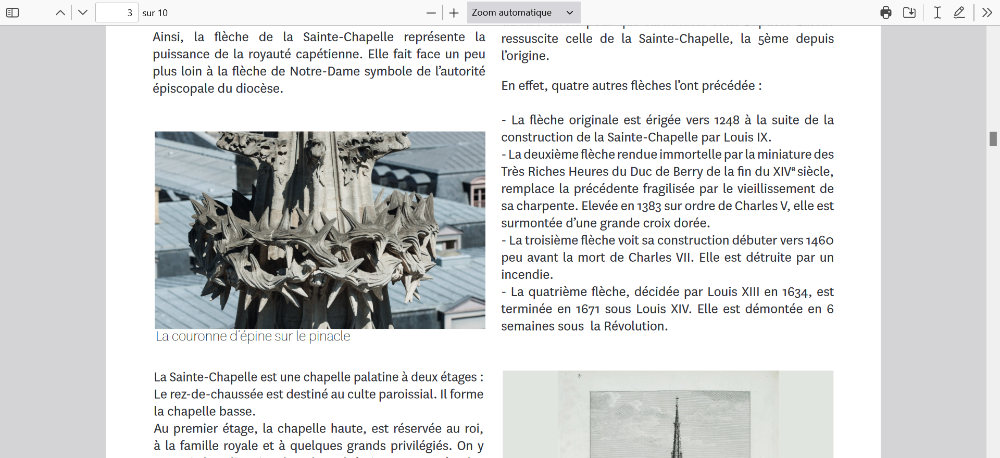 3 sur 10
Zoom automatique
Ainsi, la flèche de la Sainte-Chapelle représente la
puissance de la royauté capétienne. Elle fait face un peu
plus loin à la flèche de Notre-Dame symbole de l’autorité
épiscopale du diocèse.
La couronne d’épine sur le pinacle
La Sainte-Chapelle est une chapelle palatine à deux étages :
Le rez-de-chaussée est destiné au culte paroissial. Il forme
la chapelle basse.
Au premier étage, la chapelle haute, est réservée au roi,
à la famille royale et à quelques grands privilégiés. On y
ressuscite celle de la Sainte-Chapelle, la 5ème depuis
l’origine.
En effet, quatre autres flèches l’ont précédée :
- La flèche originale est érigée vers 1248 à la suite de la
construction de la Sainte-Chapelle par Louis IX.
- La deuxième flèche rendue immortelle par la miniature des
Très Riches Heures du Duc de Berry de la fin du XIVe siècle,
remplace la précédente fragilisée par le vieillissement de
sa charpente. Elevée en 1383 sur ordre de Charles V, elle est
surmontée d’une grande croix dorée.
- La troisième flèche voit sa construction débuter vers 1460
peu avant la mort de Charles VII. Elle est détruite par un
incendie.
- La quatrième flèche, décidée par Louis XIII en 1634, est
terminée en 1671 sous Louis XIV. Elle est démontée en 6
semaines sous  la Révolution.